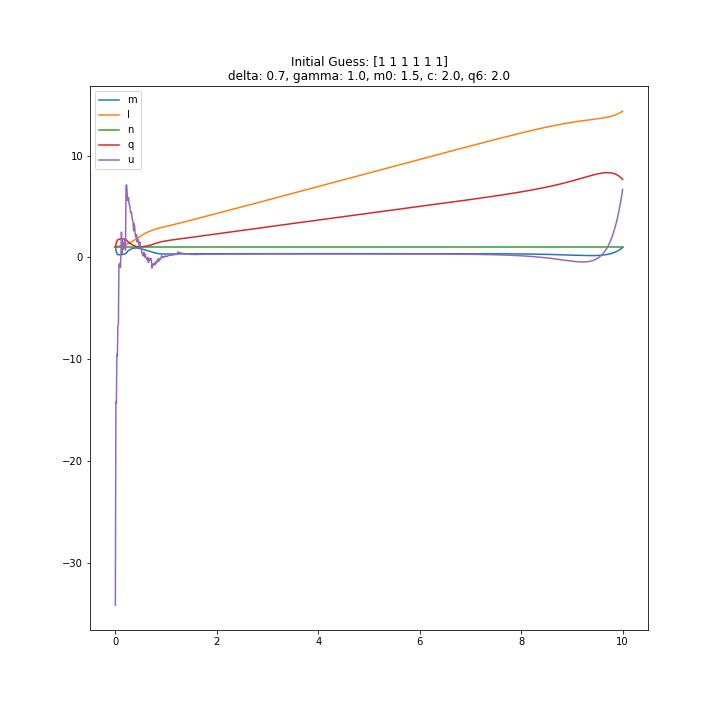 Initial Guess: [1 1 1 1 1 1]
delta: 0.7, gamma: 1.0, m0: 1.5, c: 2.0, q6: 2.0
m
l
n
q
u
10
0
−10
−20
−30
0 2 4 6 8 10